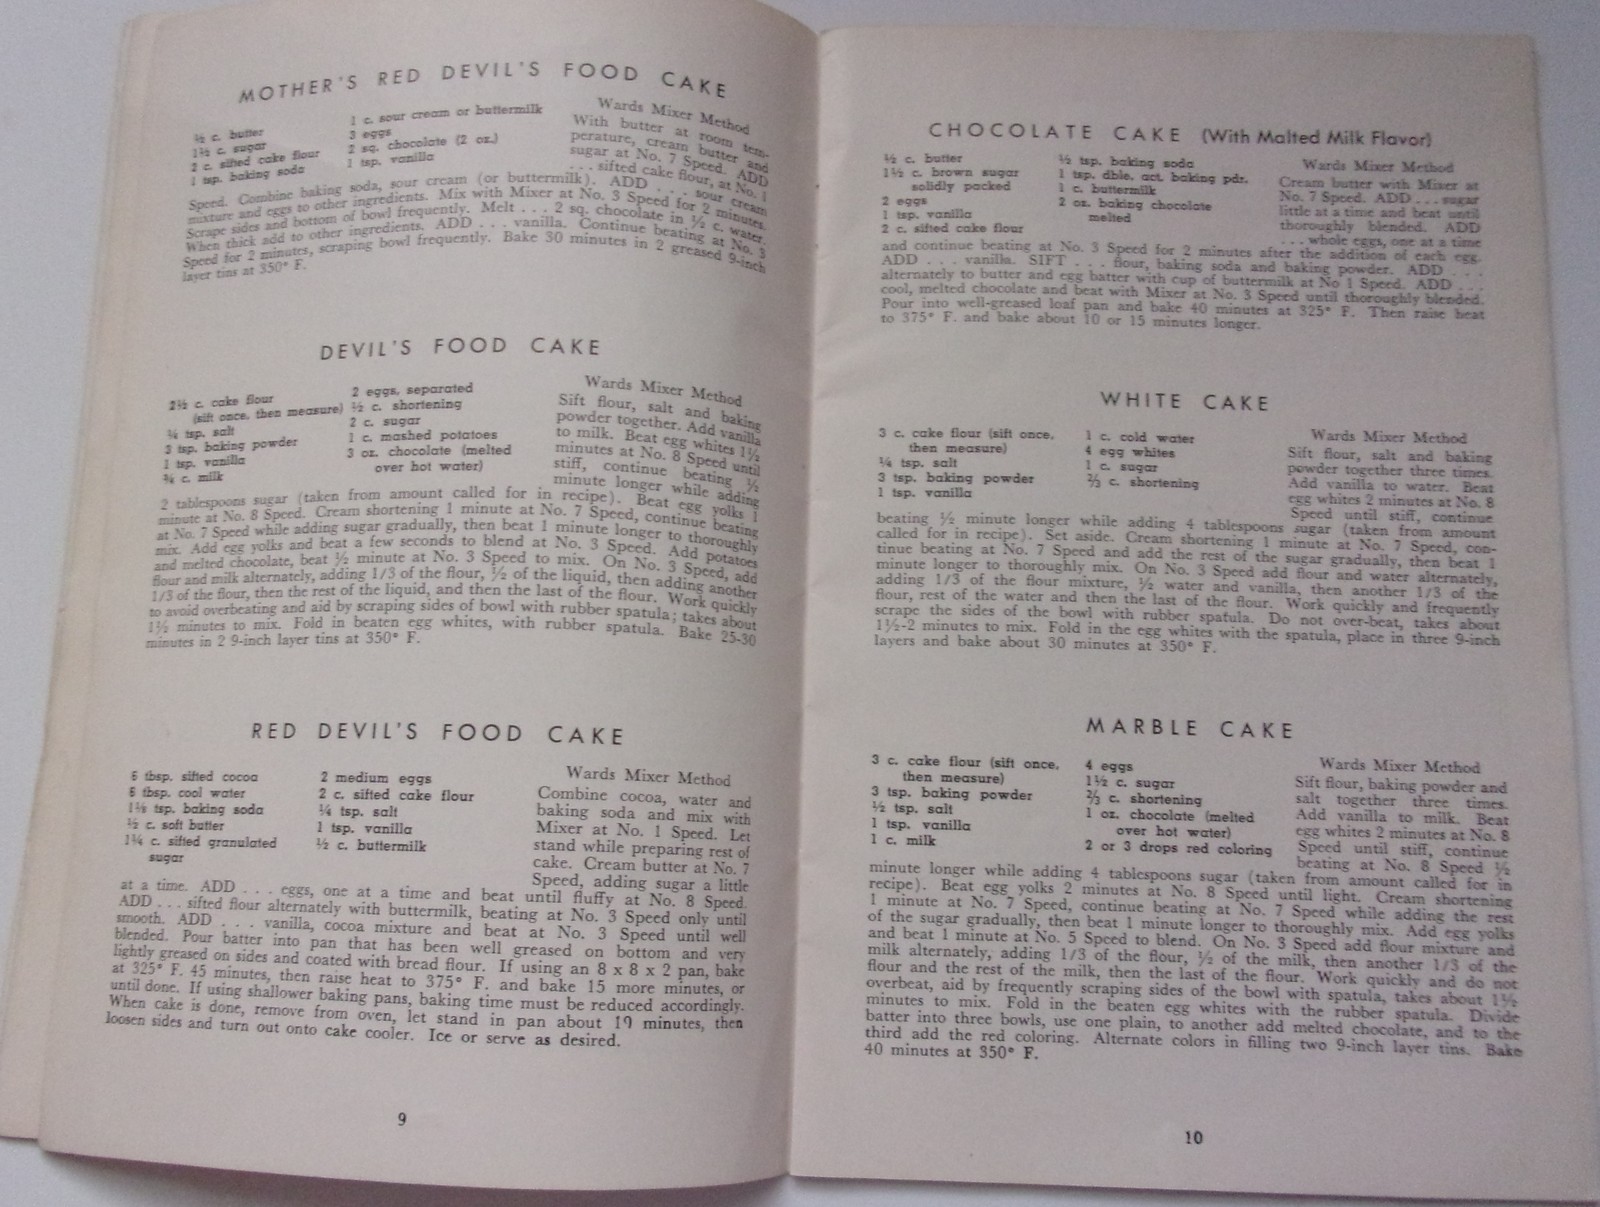 MOTHER'S RED DEVIL'S FOOD CAKE
½ c. butter
1½ c. sugar
2 c. sifted cake flour
1 tsp. baking soda
1 c. sour cream or buttermilk
3 eggs
2 sq. chocolate (2 oz.)
1 tsp. vanilla
Wards Mixer Method
With butter at room tem-
perature, cream butter and
sugar at No. 7 Speed. ADD
. . . sifted cake flour, at No. 1
Speed. Combine baking soda, sour cream (or buttermilk). ADD . . . sour cream
mixture and eggs to other ingredients. Mix with Mixer at No. 3 Speed for 2 minutes.
Scrape sides and bottom of bowl frequently. Melt . . . 2 sq. chocolate in ½ c. water.
When thick add to other ingredients. ADD . . . vanilla. Continue beating at No. 3
Speed for 2 minutes, scraping bowl frequently. Bake 30 minutes in 2 greased 9-inch
layer tins at 350° F.
DEVIL'S FOOD CAKE
2½ c. cake flour
(sift once, then measure)
¾ tsp. salt
3 tsp. baking powder
1 tsp. vanilla
¾ c. milk
2 eggs, separated
½ c. shortening
2 c. sugar
1 c. mashed potatoes
3 oz. chocolate (melted
over hot water)
Wards Mixer Method
Sift flour, salt and baking
powder together. Add vanilla
to milk. Beat egg whites 1½
minutes at No. 8 Speed until
stiff, continue beating ½
minute longer while adding
2 tablespoons sugar (taken from amount called for in recipe). Beat egg yolks 1
minute at No. 8 Speed. Cream shortening 1 minute at No. 7 Speed, continue beating
at No. 7 Speed while adding sugar gradually, then beat 1 minute longer to thoroughly
mix. Add egg yolks and beat a few seconds to blend at No. 3 Speed. Add potatoes
and melted chocolate, beat ½ minute at No. 3 Speed to mix. On No. 3 Speed, add
flour and milk alternately, adding 1/3 of the flour, ½ of the liquid, then adding another
1/3 of the flour, then the rest of the liquid, and then the last of the flour. Work quickly
to avoid overbeating and aid by scraping sides of bowl with rubber spatula; takes about
1½ minutes to mix. Fold in beaten egg whites, with rubber spatula. Bake 25-30
minutes in 2 9-inch layer tins at 350° F.
RED DEVIL'S FOOD CAKE
6 tbsp. sifted cocoa
6 tbsp. cool water
tsp. baking soda
½ c. soft butter
1¼ c. sifted granulated
sugar
2 medium eggs
2 c. sifted cake flour
¼ tsp. salt
1 tsp. vanilla
½ c. buttermilk
Wards Mixer Method
Combine cocoa, water and
baking soda and mix with
Mixer at No. 1 Speed. Let
stand while preparing rest of
cake. Cream butter at No. 7
Speed, adding sugar a little
at a time. ADD . . . eggs, one at a time and beat until fluffy at No. 8 Speed.
ADD . . . sifted flour alternately with buttermilk, beating at No. 3 Speed only until
smooth. ADD . . . vanilla, cocoa mixture and beat at No. 3 Speed until well
blended. Pour batter into pan that has been well greased on bottom and very
lightly greased on sides and coated with bread flour. If using an 8 x 8 x 2 pan, bake
at 325° F. 45 minutes, then raise heat to 375° F. and bake 15 more minutes, or
until done. If using shallower baking pans, baking time must be reduced accordingly.
When cake is done, remove from oven, let stand in pan about 10 minutes, then
loosen sides and turn out onto cake cooler. Ice or serve as desired.
9
CHOCOLATE CAKE (With Malted Milk Flavor)
½ c. butter
1½ c. brown sugar
solidly packed
2 eggs
1 tsp. vanilla
2 c. sifted cake flour
½ tsp. baking soda
1 tsp. dble. act. baking pdr.
1 c. buttermilk
2 oz. baking chocolate
melted
Wards Mixer Method
Cream butter with Mixer at
No. 7 Speed. ADD . . . sugar
little at a time and beat until
thoroughly blended. ADD
. . . whole eggs, one at a time
and continue beating at No. 3 Speed for 2 minutes after the addition of each egg.
ADD . . . vanilla. SIFT . . . flour, baking soda and baking powder. ADD . . .
alternately to butter and egg batter with cup of buttermilk at No 1 Speed. ADD . . .
cool, melted chocolate and beat with Mixer at No. 3 Speed until thoroughly blended.
Pour into well-greased loaf pan and bake 40 minutes at 325° F. Then raise heat
to 375° F. and bake about 10 or 15 minutes longer.
WHITE CAKE
3 c. cake flour (sift once,
then measure)
¼ tsp. salt
3 tsp. baking powder
1 tsp. vanilla
1 c. cold water
4 egg whites
1 c. sugar
⅔ c. shortening
Wards Mixer Method
Sift flour, salt and baking
powder together three times.
Add vanilla to water. Beat
egg whites 2 minutes at No. 8
Speed until stiff, continue
beating ½ minute longer while adding 4 tablespoons sugar (taken from amount
called for in recipe). Set aside. Cream shortening 1 minute at No. 7 Speed, con-
tinue beating at No. 7 Speed and add the rest of the sugar gradually, then beat 1
minute longer to thoroughly mix. On No. 3 Speed add flour and water alternately,
adding 1/3 of the flour mixture, ½ water and vanilla, then another 1/3 of the
flour, rest of the water and then the last of the flour. Work quickly and frequently
scrape the sides of the bowl with rubber spatula. Do not over-beat, takes about
1½-2 minutes to mix. Fold in the egg whites with the spatula, place in three 9-inch
layers and bake about 30 minutes at 350° F.
MARBLE CAKE
3 c. cake flour (sift once,
then measure)
3 tsp. baking powder
½ tsp. salt
1 tsp. vanilla
1 c. milk
4 eggs
1½ c. sugar
⅔ c. shortening
1 oz. chocolate (melted
over hot water)
2 or 3 drops red coloring
Wards Mixer Method
Sift flour, baking powder and
salt together three times.
Add vanilla to milk. Beat
egg whites 2 minutes at No. 8
Speed until stiff, continue
beating at No. 8 Speed ½
minute longer while adding 4 tablespoons sugar (taken from amount called for in
recipe). Beat egg yolks 2 minutes at No. 8 Speed until light. Cream shortening
1 minute at No. 7 Speed, continue beating at No. 7 Speed while adding the rest
of the sugar gradually, then beat 1 minute longer to thoroughly mix. Add egg yolks
and beat 1 minute at No. 5 Speed to blend. On No. 3 Speed add flour mixture and
milk alternately, adding 1/3 of the flour, ½ of the milk, then another 1/3 of the
flour and the rest of the milk, then the last of the flour. Work quickly and do not
overbeat, aid by frequently scraping sides of the bowl with spatula, takes about 1½
minutes to mix. Fold in the beaten egg whites with the rubber spatula. Divide
batter into three bowls, use one plain, to another add melted chocolate, and to the
third add the red coloring. Alternate colors in filling two 9-inch layer tins. Bake
40 minutes at 350° F.
10